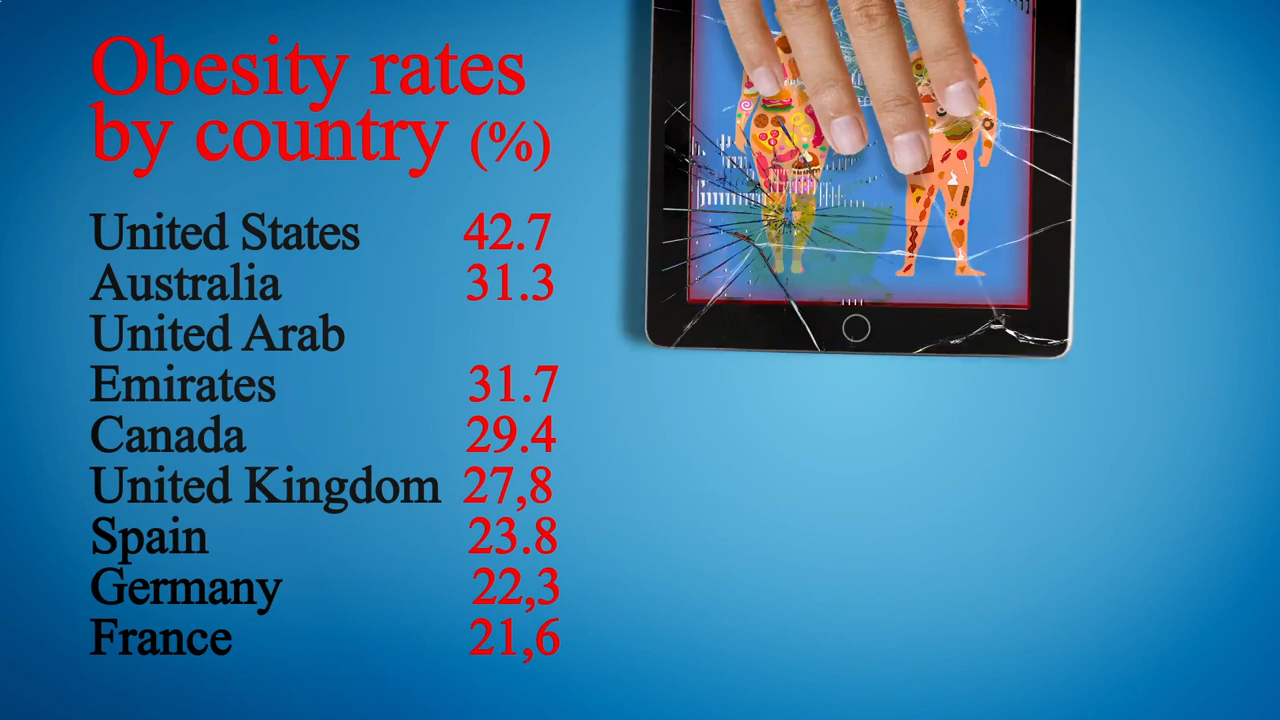 Obesity rates
by country (%)
United States 42.7
Australia 31.3
United Arab
Emirates 31.7
Canada 29.4
United Kingdom 27,8
Spain 23.8
Germany 22,3
France 21,6